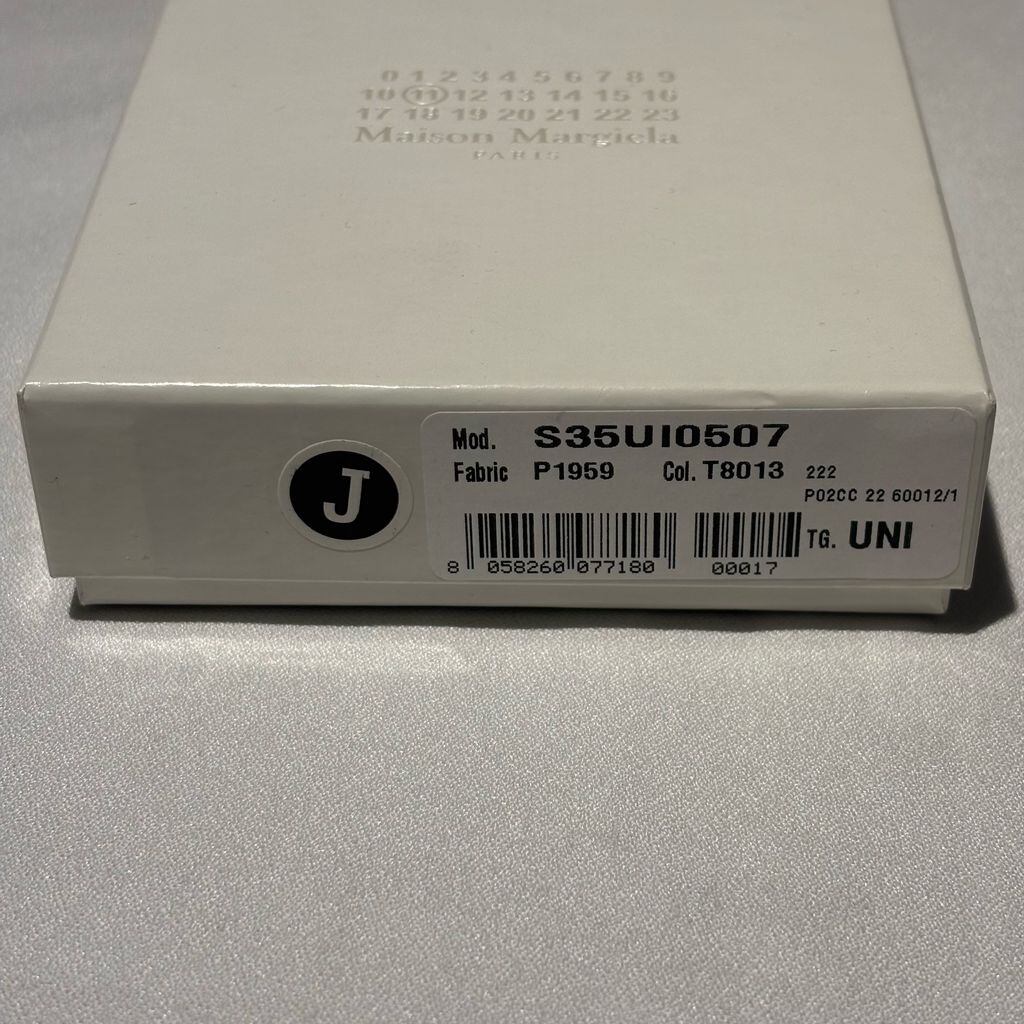 0 1 2 3 4 5 6 7 8 9
10 11 12 13 14 15 16
17 18 19 20 21 22 23
Maison Margiela
PARIS
J
Mod. S35UI0507
Fabric P1959 Col. T8013 222
P02CC 22 60012/1
TG. UNI
8 058260 077180 00017